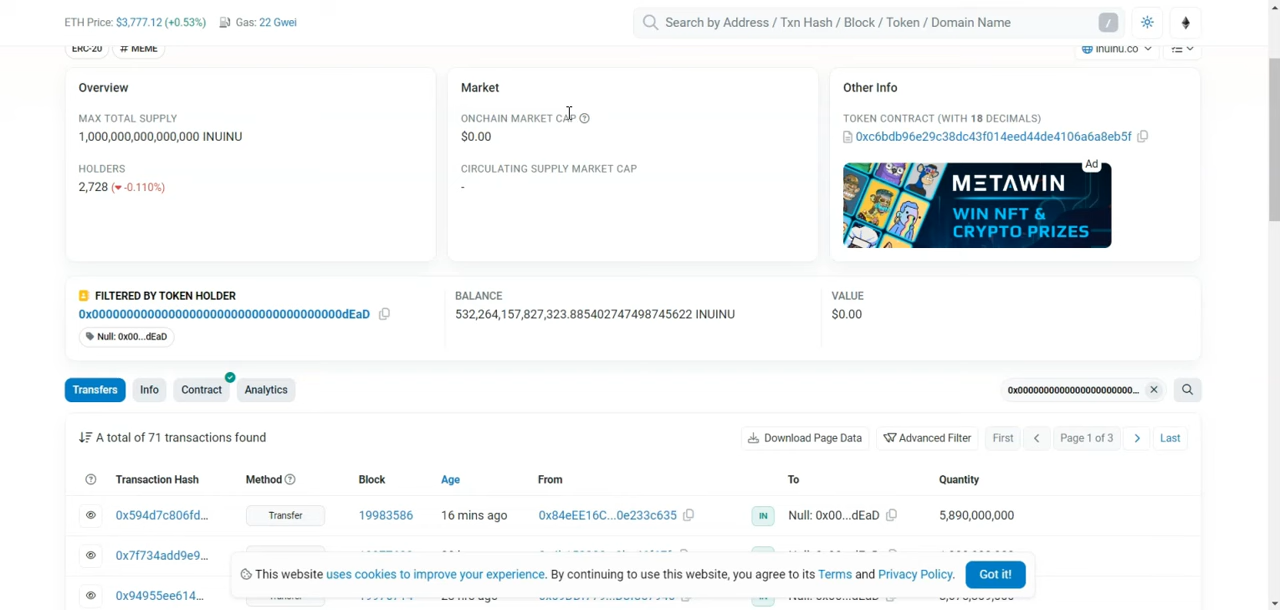 ETH Price: $3,777.12 (+0.53%) Gas: 22 Gwei
Search by Address / Txn Hash / Block / Token / Domain Name /
ERC-20 # MEME inuinu.co
Overview
MAX TOTAL SUPPLY
1,000,000,000,000,000 INUINU
HOLDERS
2,728 (-0.110%)
Market
ONCHAIN MARKET CAP
$0.00
CIRCULATING SUPPLY MARKET CAP
-
Other Info
TOKEN CONTRACT (WITH 18 DECIMALS)
0xc6bdb96e29c38dc43f014eed44de4106a6a8eb5f
Ad
METAWIN
WIN NFT &
CRYPTO PRIZES
FILTERED BY TOKEN HOLDER
0x000000000000000000000000000000000000dEaD
Null: 0x00...dEaD
BALANCE
532,264,157,827,323.885402747498745622 INUINU
VALUE
$0.00
Transfers Info Contract Analytics
0x0000000000000000000000...
A total of 71 transactions found
Download Page Data Advanced Filter First Page 1 of 3 Last
Transaction Hash Method Block Age From To Quantity
0x594d7c806fd... Transfer 19983586 16 mins ago 0x84eEE16C...0e233c635 IN Null: 0x00...dEaD 5,890,000,000
0x7f734add9e9...
This website uses cookies to improve your experience. By continuing to use this website, you agree to its Terms and Privacy Policy. Got it!
0x94955ee614...